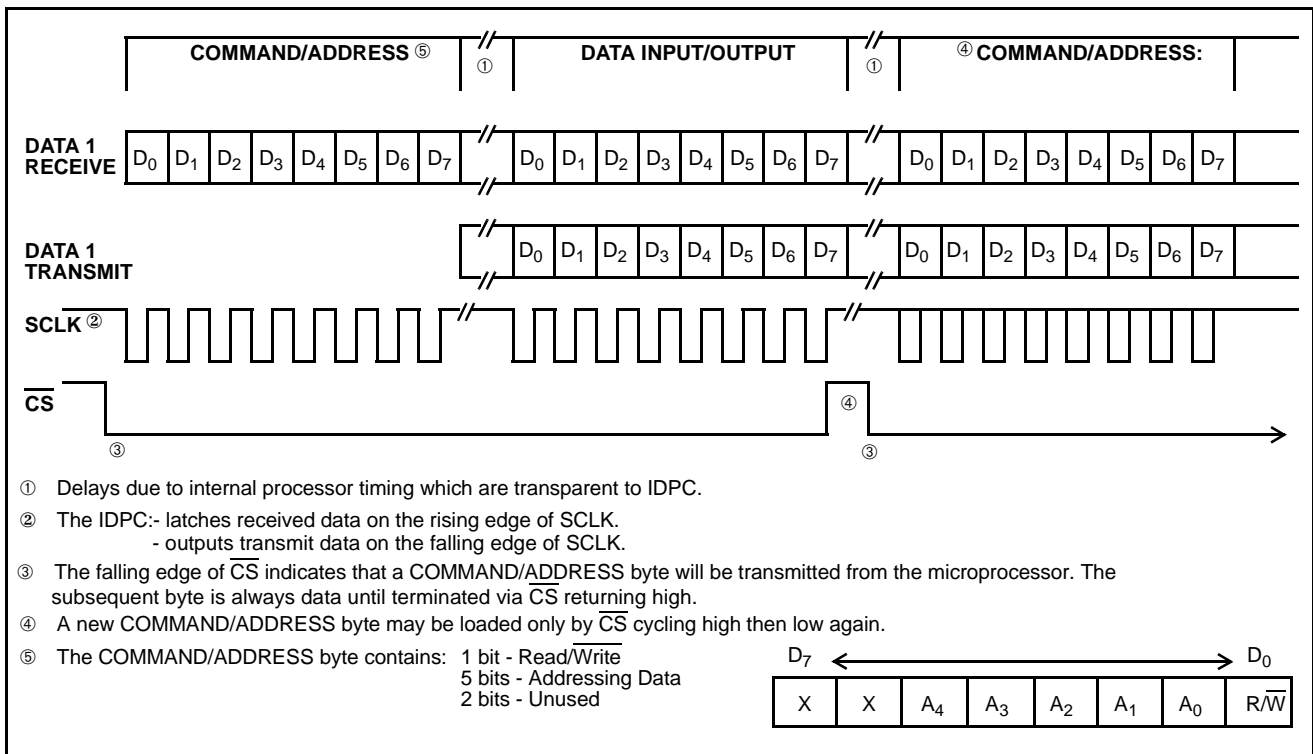 COMMAND/ADDRESS ⑤ ① DATA INPUT/OUTPUT ① ④ COMMAND/ADDRESS:
DATA 1
RECEIVE
D0 D1 D2 D3 D4 D5 D6 D7 D0 D1 D2 D3 D4 D5 D6 D7 D0 D1 D2 D3 D4 D5 D6 D7
DATA 1
TRANSMIT
D0 D1 D2 D3 D4 D5 D6 D7 D0 D1 D2 D3 D4 D5 D6 D7
SCLK ②
CS ④
③ ③
① Delays due to internal processor timing which are transparent to IDPC.
② The IDPC:- latches received data on the rising edge of SCLK.
- outputs transmit data on the falling edge of SCLK.
③ The falling edge of CS indicates that a COMMAND/ADDRESS byte will be transmitted from the microprocessor. The
subsequent byte is always data until terminated via CS returning high.
④ A new COMMAND/ADDRESS byte may be loaded only by CS cycling high then low again.
⑤ The COMMAND/ADDRESS byte contains: 1 bit - Read/Write
5 bits - Addressing Data
2 bits - Unused
D7 D0
X X A4 A3 A2 A1 A0 R/W